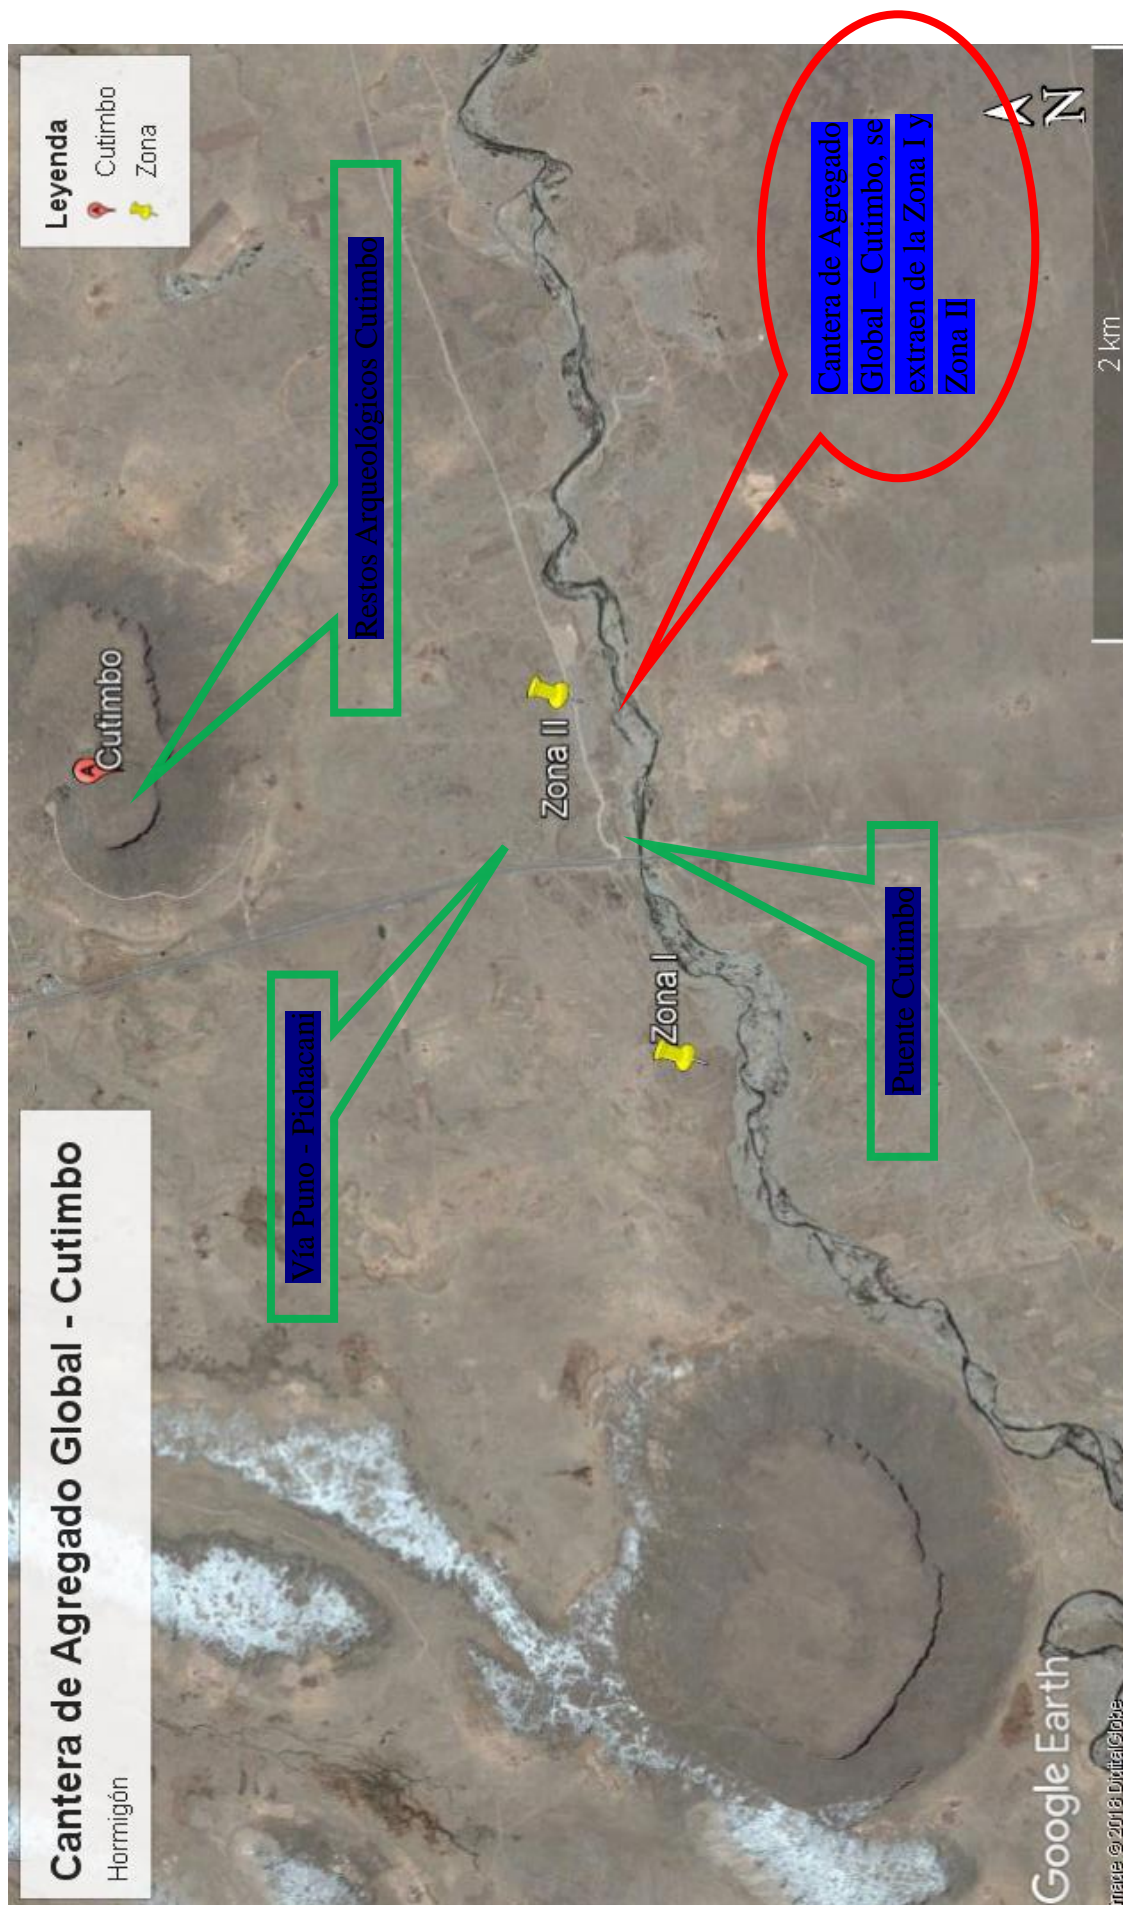 Cantera de Agregado Global - Cutimbo
Hormigón
Leyenda
Cutimbo
Zona
Cutimbo
Restos Arqueológicos Cutimbo
Vía Puno - Pichacani
Zona II
Zona I
Puente Cutimbo
Cantera de Agregado
Global – Cutimbo, se
extraen de la Zona I y
Zona II
N
2 km
Google Earth
Image © 2018 DigitalGlobe